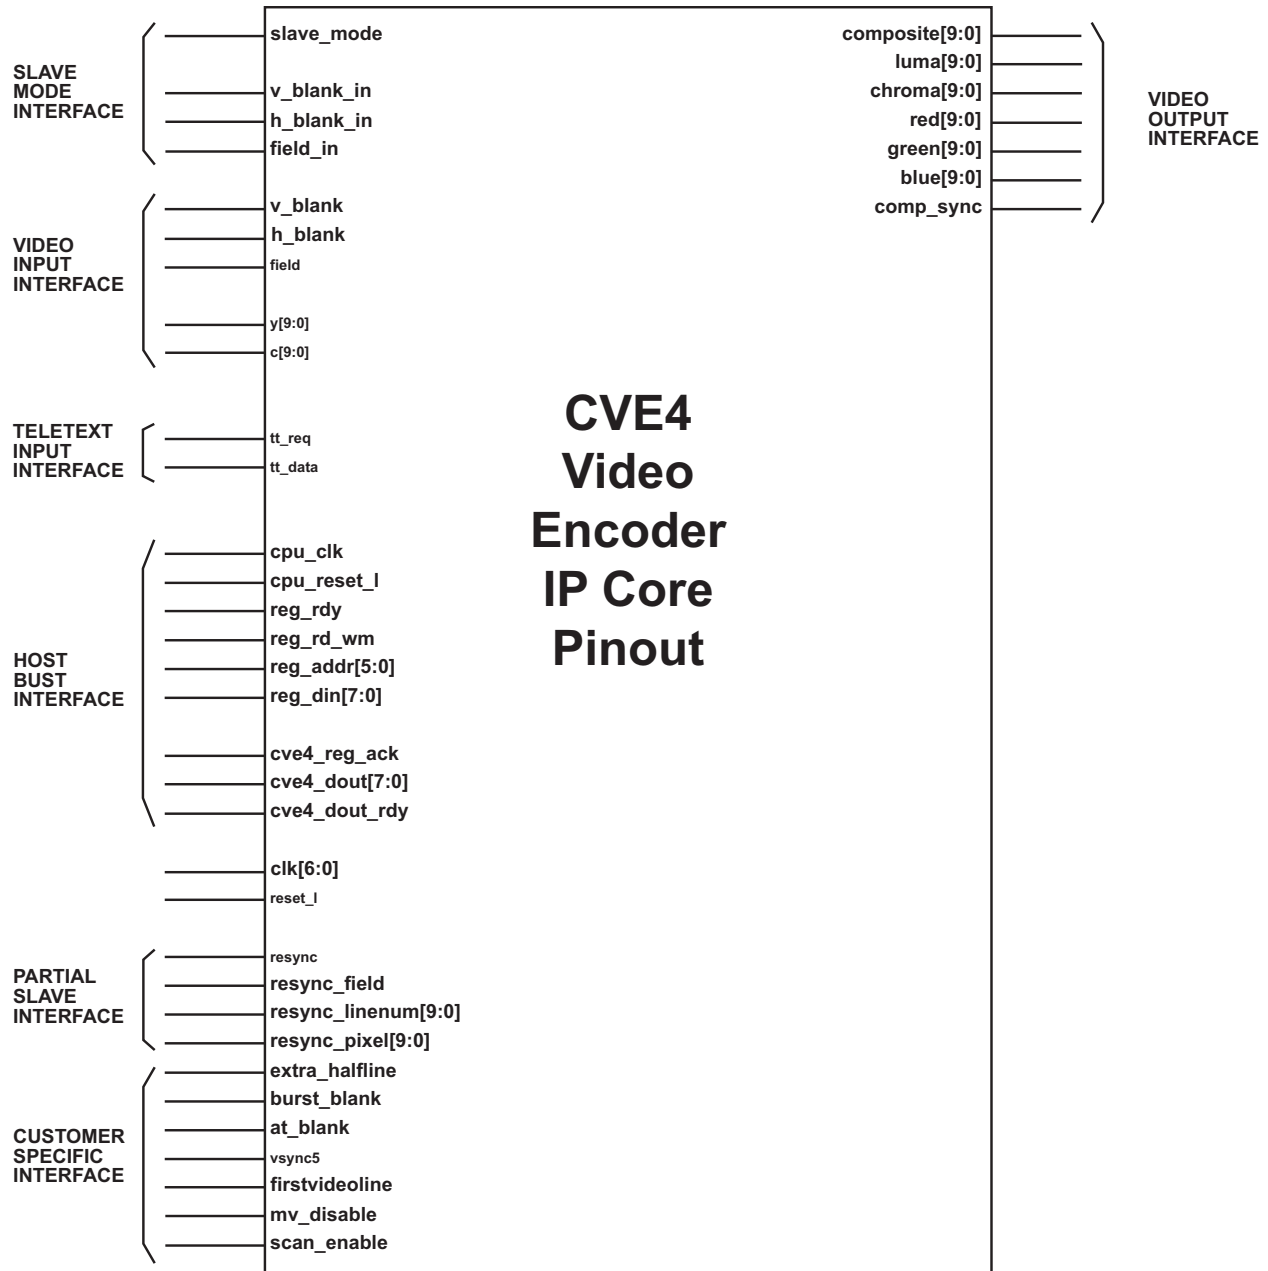 SLAVE
MODE
INTERFACE
slave_mode
v_blank_in
h_blank_in
field_in
VIDEO
INPUT
INTERFACE
v_blank
h_blank
field
y[9:0]
c[9:0]
TELETEXT
INPUT
INTERFACE
tt_req
tt_data
HOST
BUST
INTERFACE
cpu_clk
cpu_reset_l
reg_rdy
reg_rd_wm
reg_addr[5:0]
reg_din[7:0]
cve4_reg_ack
cve4_dout[7:0]
cve4_dout_rdy
clk[6:0]
reset_l
PARTIAL
SLAVE
INTERFACE
resync
resync_field
resync_linenum[9:0]
resync_pixel[9:0]
CUSTOMER
SPECIFIC
INTERFACE
extra_halfline
burst_blank
at_blank
vsync5
firstvideoline
mv_disable
scan_enable
CVE4
Video
Encoder
IP Core
Pinout
composite[9:0]
luma[9:0]
chroma[9:0]
red[9:0]
green[9:0]
blue[9:0]
comp_sync
VIDEO
OUTPUT
INTERFACE